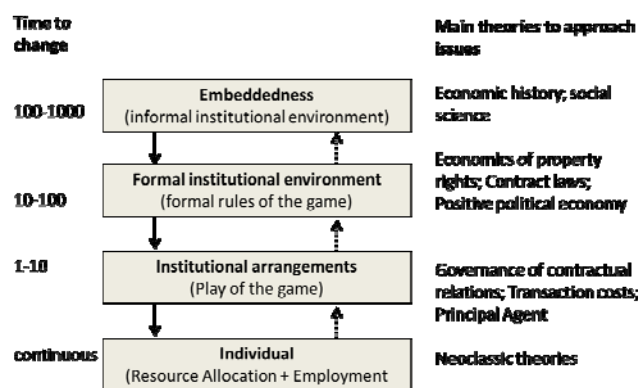 Time to
change
Main theories to approach
issues
100-1000
Embeddedness
(informal institutional environment)
Economic history; social
science
10-100
Formal institutional environment
(formal rules of the game)
Economics of property
rights; Contract laws;
Positive political economy
1-10
Institutional arrangements
(Play of the game)
Governance of contractual
relations; Transaction costs;
Principal Agent
continuous
Individual
(Resource Allocation + Employment
Neoclassic theories